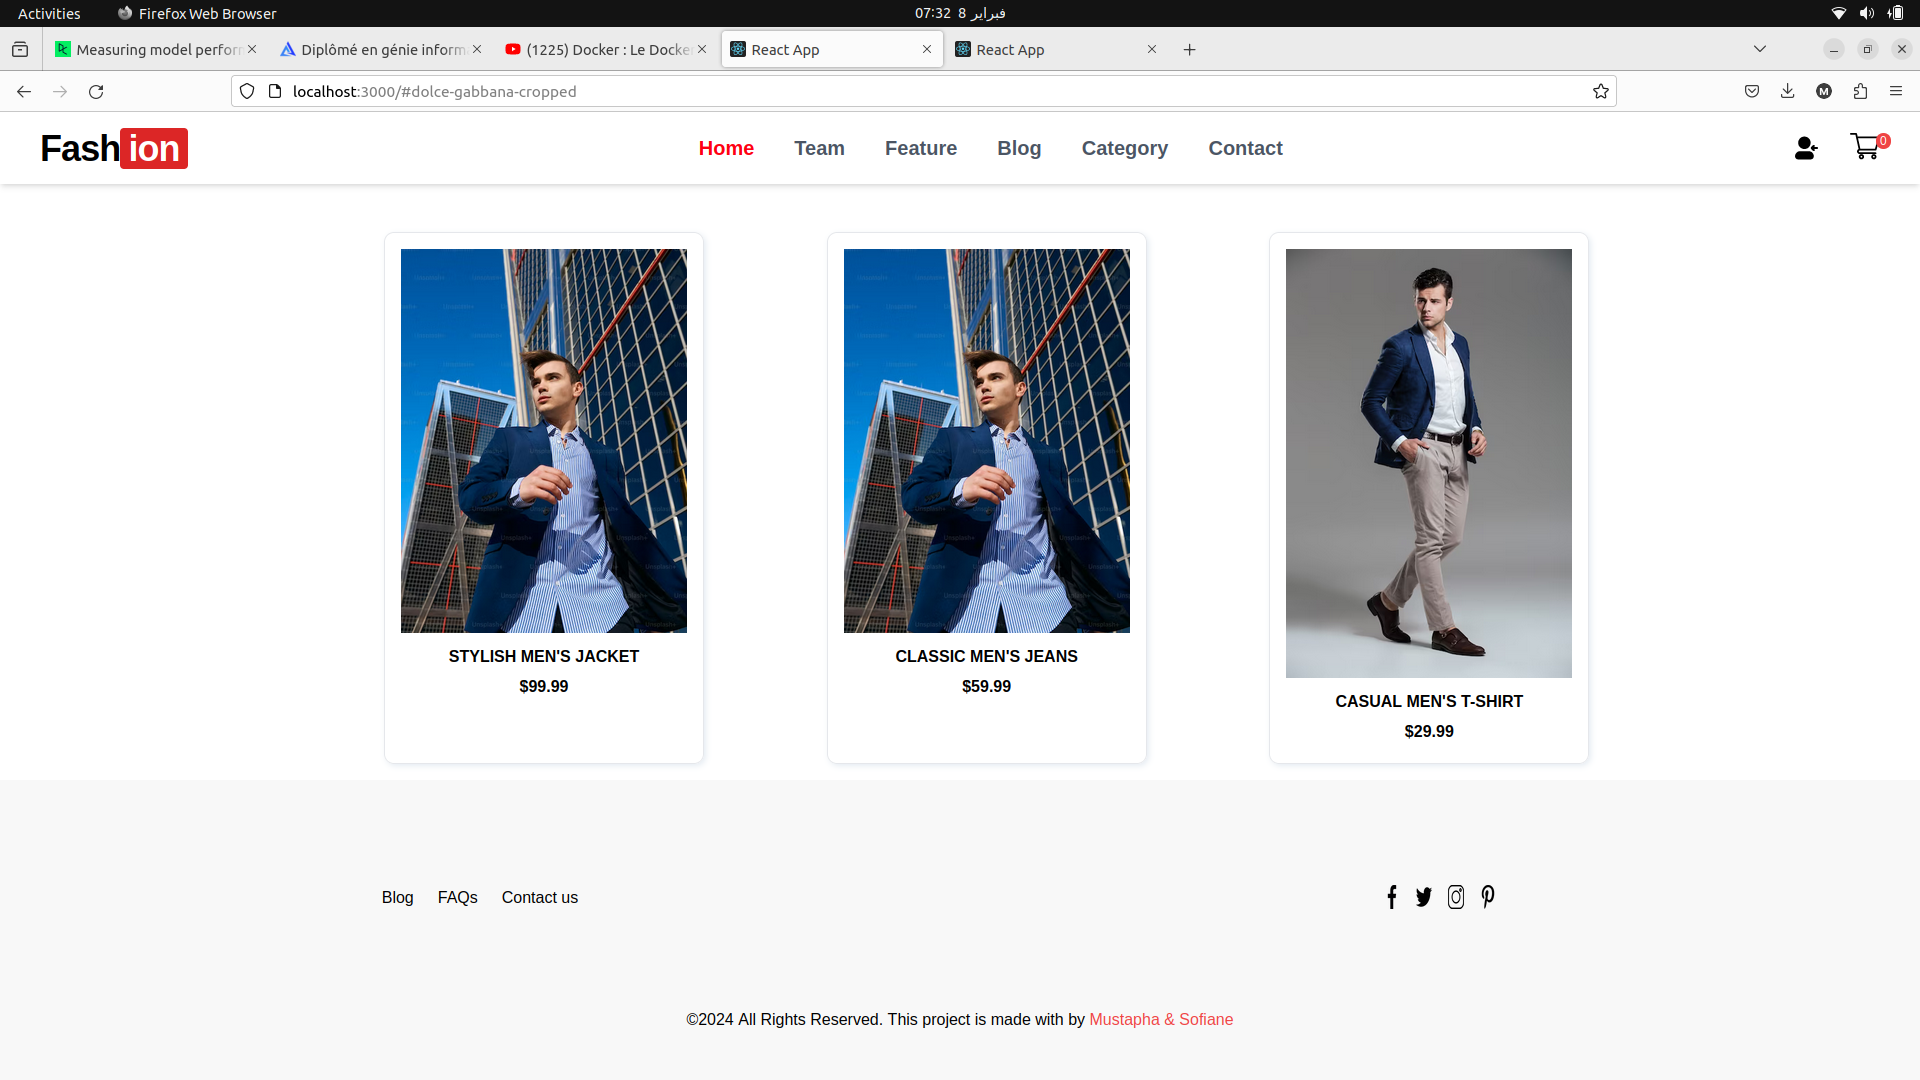 Activities Firefox Web Browser 07:32 8 فبراير
Measuring model perfor Diplômé en génie inform (1225) Docker : Le Docke React App React App
localhost:3000/#dolce-gabbana-cropped M
Fashion Home Team Feature Blog Category Contact 0
STYLISH MEN'S JACKET
$99.99
CLASSIC MEN'S JEANS
$59.99
CASUAL MEN'S T-SHIRT
$29.99
Blog FAQs Contact us
©2024 All Rights Reserved. This project is made with by Mustapha & Sofiane